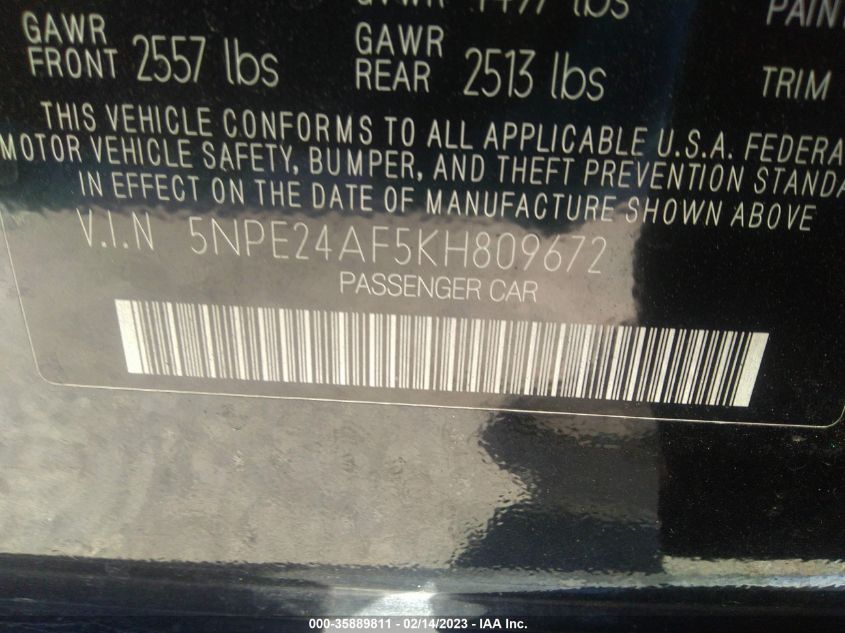 GAWR
FRONT 2557 lbs
GAWR
REAR 2513 lbs
TRIM
THIS VEHICLE CONFORMS TO ALL APPLICABLE U.S.A. FEDERA
MOTOR VEHICLE SAFETY, BUMPER, AND THEFT PREVENTION STANDA
IN EFFECT ON THE DATE OF MANUFACTURE SHOWN ABOVE
V.I.N 5NPE24AF5KH809672
PASSENGER CAR
000-35889811 - 02/14/2023 - IAA Inc.